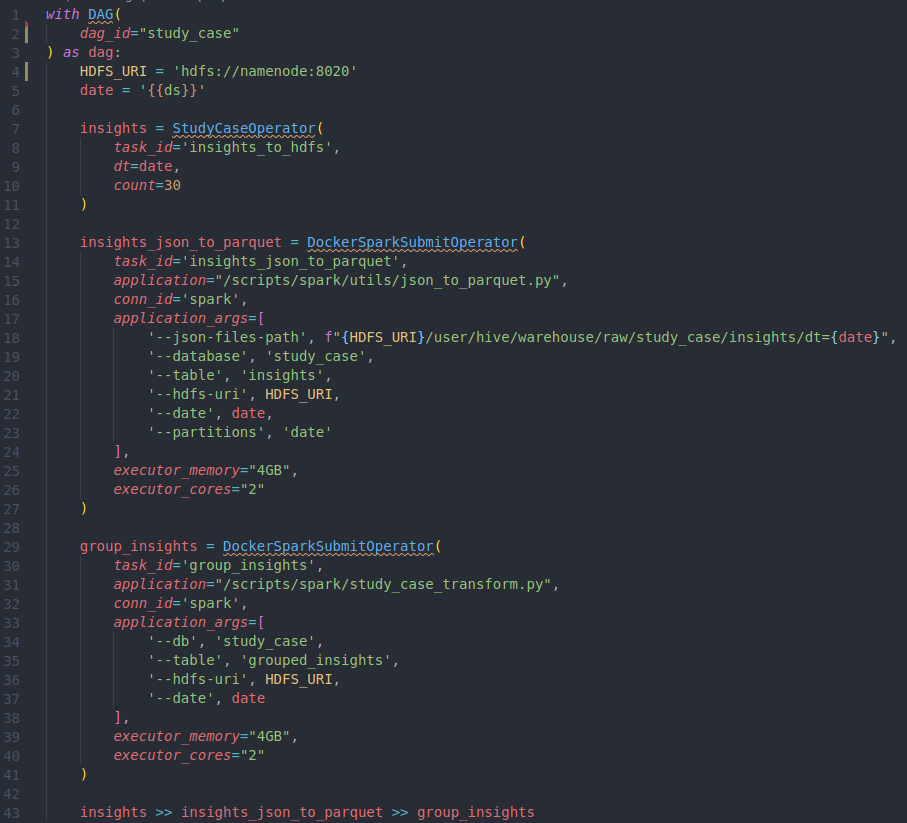 1 with DAG(
2     dag_id="study_case"
3 ) as dag:
4     HDFS_URI = 'hdfs://namenode:8020'
5     date = '{{ds}}'
6
7     insights = StudyCaseOperator(
8         task_id='insights_to_hdfs',
9         dt=date,
10         count=30
11     )
12
13     insights_json_to_parquet = DockerSparkSubmitOperator(
14         task_id='insights_json_to_parquet',
15         application="/scripts/spark/utils/json_to_parquet.py",
16         conn_id='spark',
17         application_args=[
18             '--json-files-path', f"{HDFS_URI}/user/hive/warehouse/raw/study_case/insights/dt={date}",
19             '--database', 'study_case',
20             '--table', 'insights',
21             '--hdfs-uri', HDFS_URI,
22             '--date', date,
23             '--partitions', 'date'
24         ],
25         executor_memory="4GB",
26         executor_cores="2"
27     )
28
29     group_insights = DockerSparkSubmitOperator(
30         task_id='group_insights',
31         application="/scripts/spark/study_case_transform.py",
32         conn_id='spark',
33         application_args=[
34             '--db', 'study_case',
35             '--table', 'grouped_insights',
36             '--hdfs-uri', HDFS_URI,
37             '--date', date
38         ],
39         executor_memory="4GB",
40         executor_cores="2"
41     )
42
43     insights >> insights_json_to_parquet >> group_insights